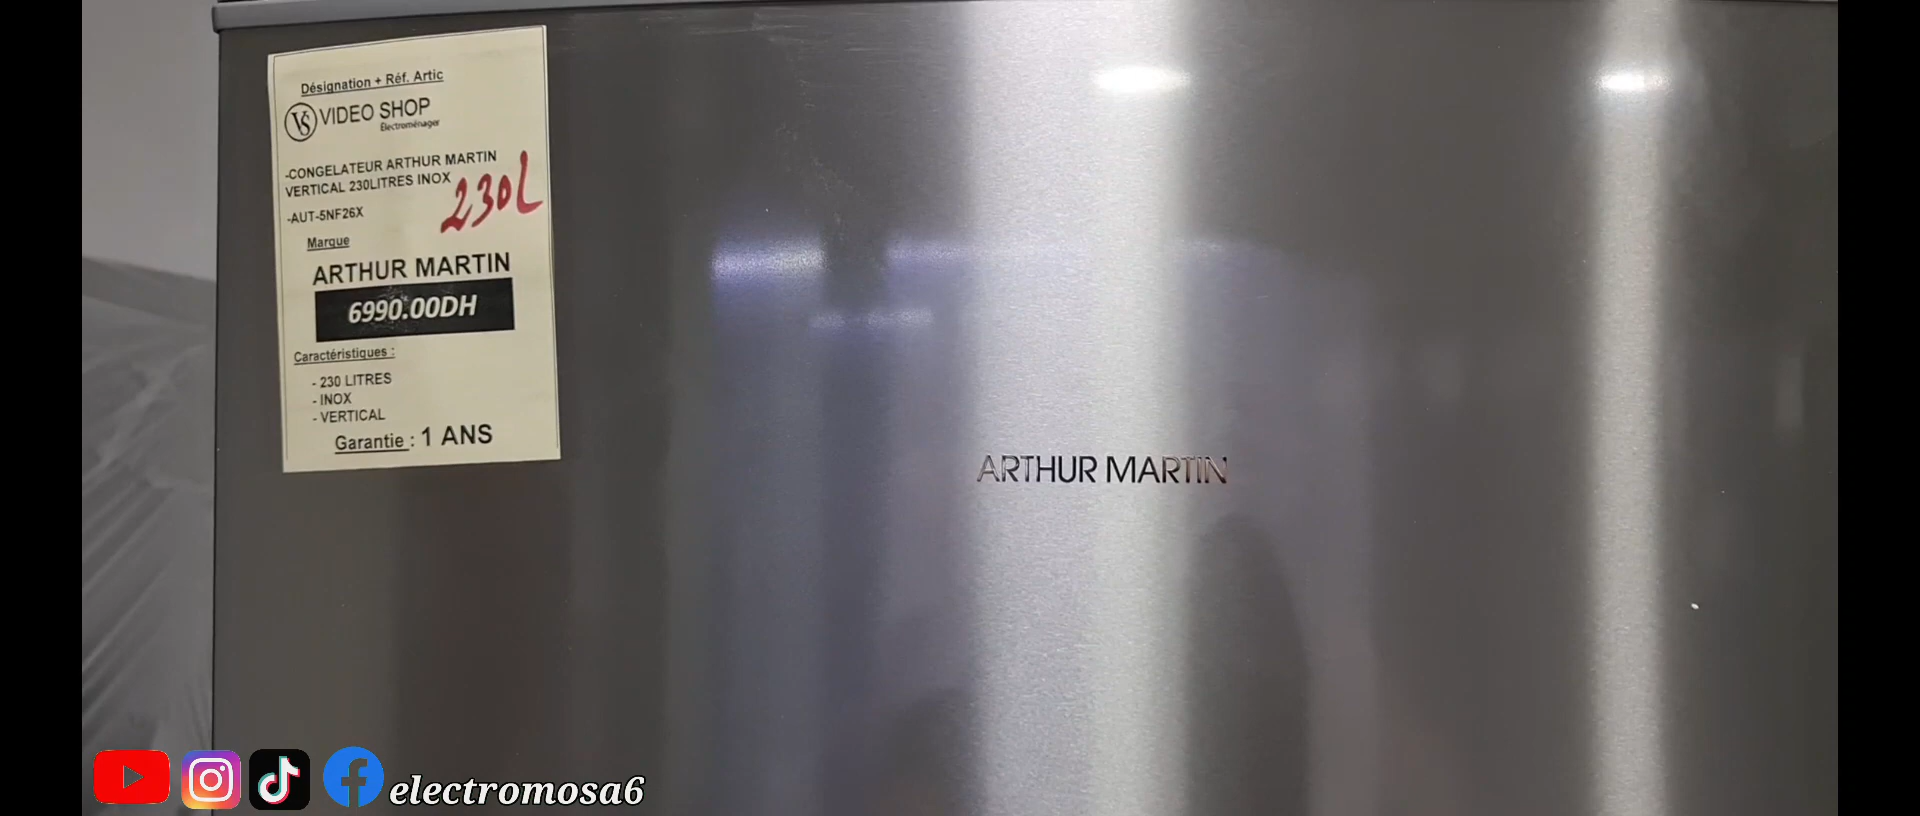 Désignation + Réf. Artic
VS VIDEO SHOP
Electroménager
-CONGELATEUR ARTHUR MARTIN
VERTICAL 230LITRES INOX
230L
-AUT-5NF26X
Marque
ARTHUR MARTIN
6990.00DH
Caractéristiques :
- 230 LITRES
- INOX
- VERTICAL
Garantie : 1 ANS
ARTHUR MARTIN
electromosa6